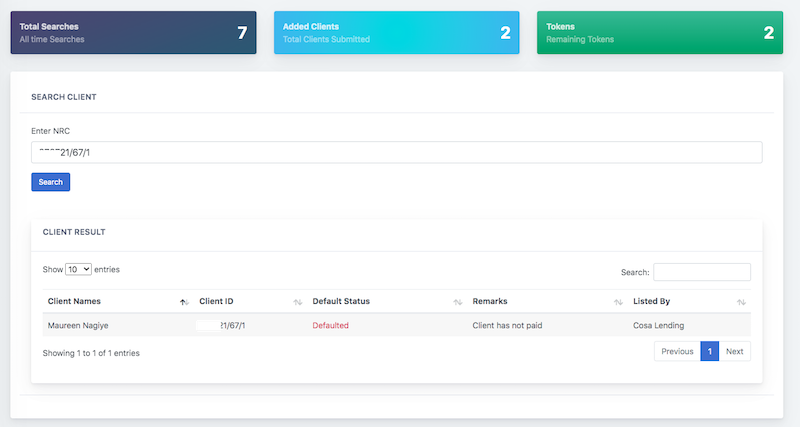 Total Searches
All time Searches
7
Added Clients
Total Clients Submitted
2
Tokens
Remaining Tokens
2
SEARCH CLIENT
Enter NRC
21/67/1
Search
CLIENT RESULT
Show 10 entries
Search:
Client Names Client ID Default Status Remarks Listed By
Maureen Nagiye 21/67/1 Defaulted Client has not paid Cosa Lending
Showing 1 to 1 of 1 entries
Previous 1 Next